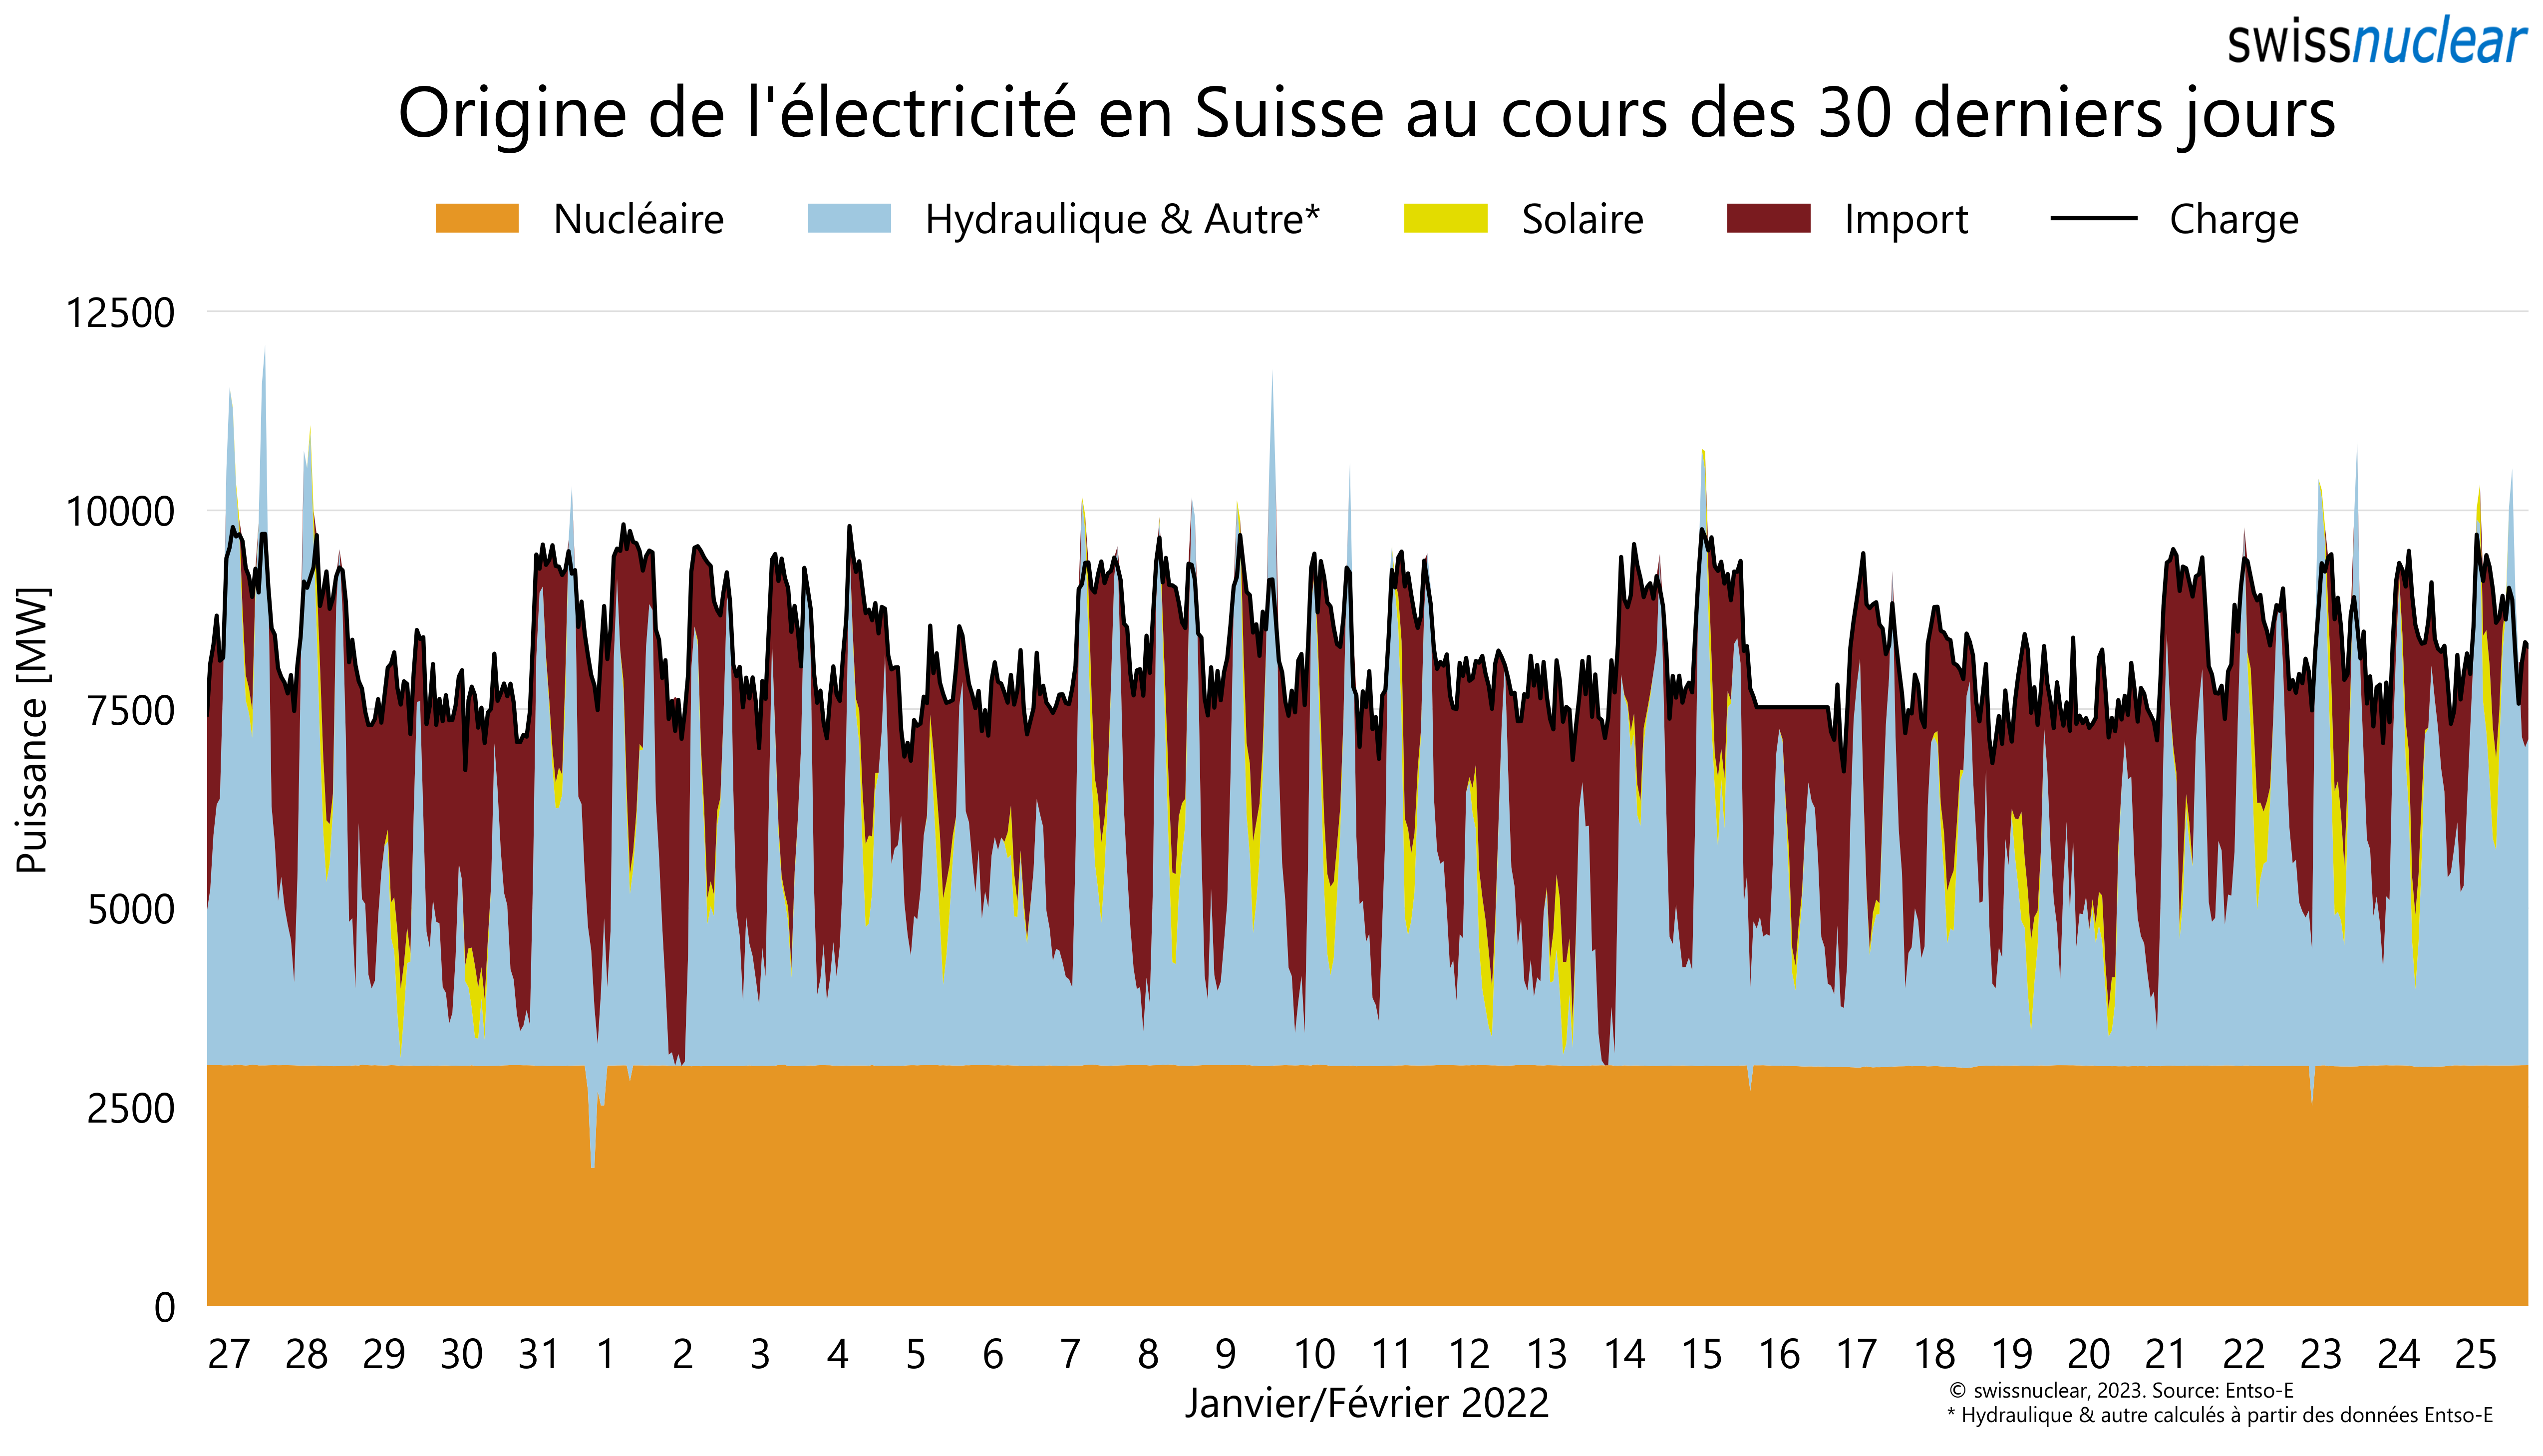 swissnuclear
Origine de l'électricité en Suisse au cours des 30 derniers jours
Nucléaire Hydraulique & Autre* Solaire Import Charge
12500
10000
7500
5000
2500
0
Puissance [MW]
27 28 29 30 31 1 2 3 4 5 6 7 8 9 10 11 12 13 14 15 16 17 18 19 20 21 22 23 24 25
Janvier/Février 2022
© swissnuclear, 2023. Source: Entso-E
* Hydraulique & autre calculés à partir des données Entso-E